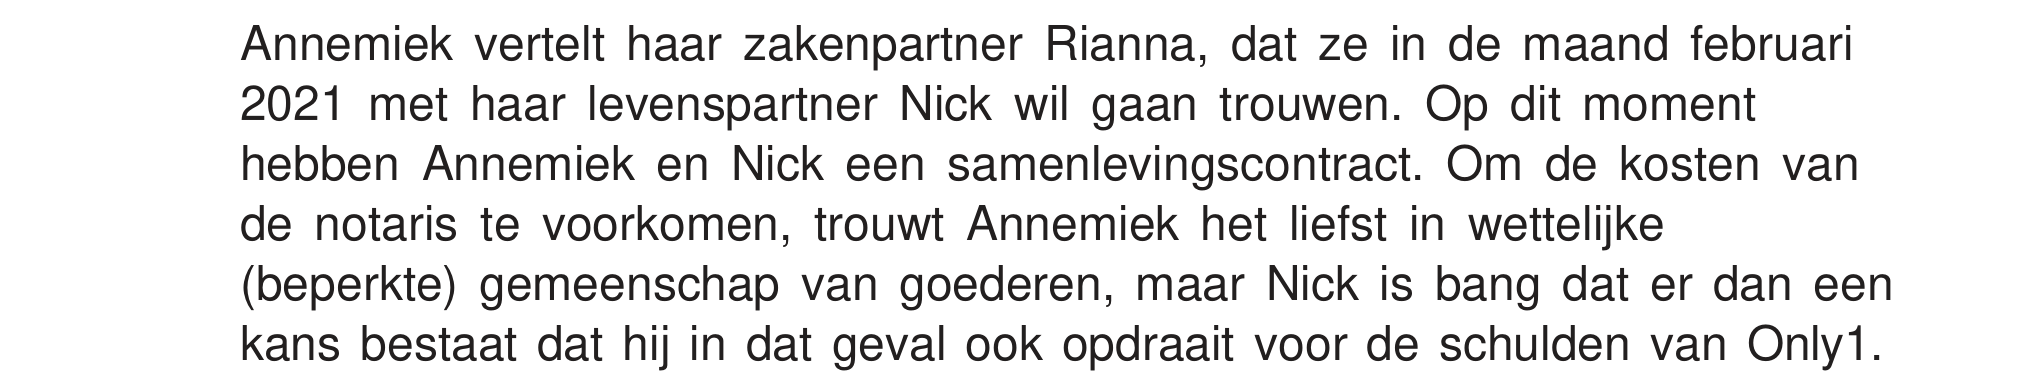 Annemiek vertelt haar zakenpartner Rianna, dat ze in de maand februari
2021 met haar levenspartner Nick wil gaan trouwen. Op dit moment
hebben Annemiek en Nick een samenlevingscontract. Om de kosten van
de notaris te voorkomen, trouwt Annemiek het liefst in wettelijke
(beperkte) gemeenschap van goederen, maar Nick is bang dat er dan een
kans bestaat dat hij in dat geval ook opdraait voor de schulden van Only1.